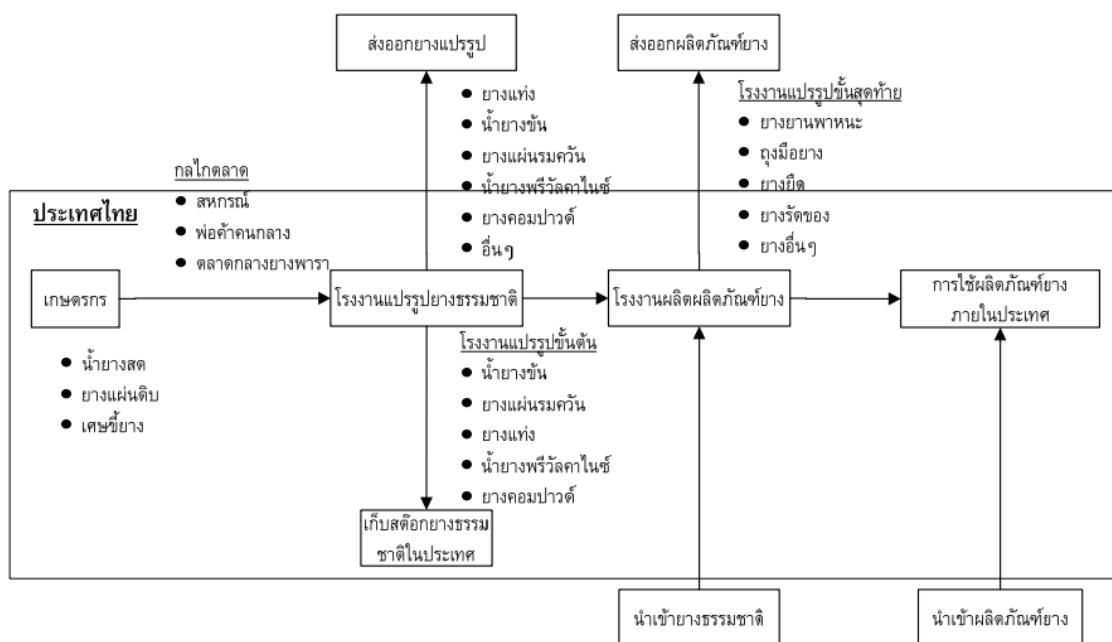 ส่งออกยางแปรรูป
ส่งออกผลิตภัณฑ์ยาง
● ยางแท่ง
● น้ำยางข้น
● ยางแผ่นรมควัน
● น้ำยางพรีวัลคาไนซ์
● ยางคอมปาวด์
● อื่นๆ
โรงงานแปรรูปขั้นสุดท้าย
● ยางยานพาหนะ
● ถุงมือยาง
● ยางยืด
● ยางรัดของ
● ยางอื่นๆ
กลไกตลาด
● สหกรณ์
● พ่อค้าคนกลาง
● ตลาดกลางยางพารา
ประเทศไทย
เกษตรกร
โรงงานแปรรูปยางธรรมชาติ
โรงงานผลิตผลิตภัณฑ์ยาง
การใช้ผลิตภัณฑ์ยาง
ภายในประเทศ
● น้ำยางสด
● ยางแผ่นดิบ
● เศษขี้ยาง
โรงงานแปรรูปขั้นต้น
● น้ำยางข้น
● ยางแผ่นรมควัน
● ยางแท่ง
● น้ำยางพรีวัลคาไนซ์
● ยางคอมปาวด์
เก็บสต๊อกยางธรรม
ชาติในประเทศ
นำเข้ายางธรรมชาติ
นำเข้าผลิตภัณฑ์ยาง